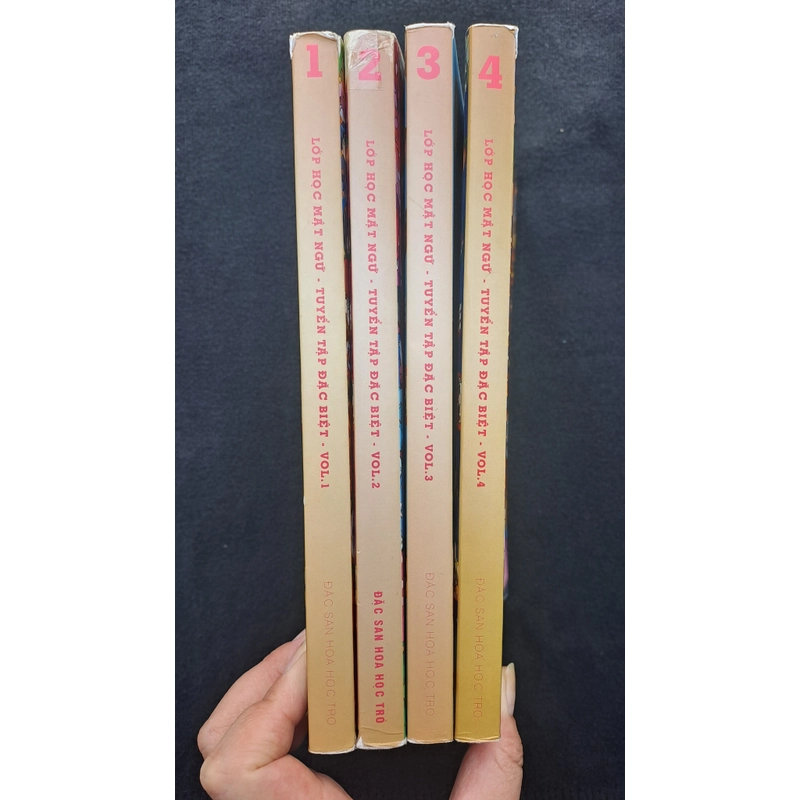 1
LỚP HỌC MẬT NGỮ - TUYỂN TẬP ĐẶC BIỆT - VOL.1
ĐẶC SAN HOA HỌC TRÒ
2
LỚP HỌC MẬT NGỮ - TUYỂN TẬP ĐẶC BIỆT - VOL.2
ĐẶC SAN HOA HỌC TRÒ
3
LỚP HỌC MẬT NGỮ - TUYỂN TẬP ĐẶC BIỆT - VOL.3
ĐẶC SAN HOA HỌC TRÒ
4
LỚP HỌC MẬT NGỮ - TUYỂN TẬP ĐẶC BIỆT - VOL.4
ĐẶC SAN HOA HỌC TRÒ